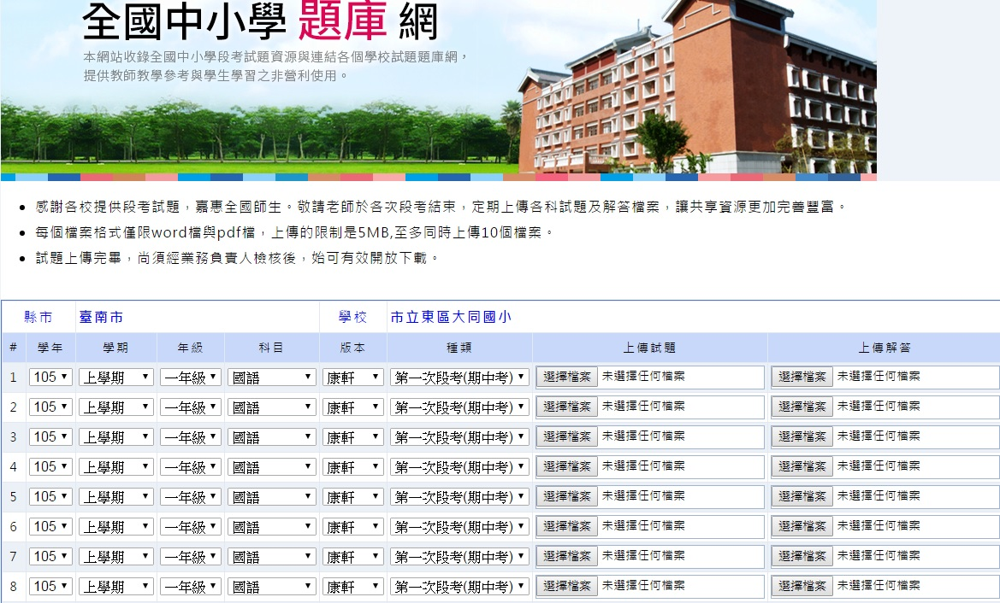 全國中小學 題庫 網
本網站收錄全國中小學段考試題資源與連結各個學校試題題庫網，
提供教師教學參考與學生學習之非營利使用。
感謝各校提供段考試題，嘉惠全國師生。敬請老師於各次段考結束，定期上傳各科試題及解答檔案，讓共享資源更加完善豐富。
每個檔案格式僅限word檔與pdf檔，上傳的限制是5MB,至多同時上傳10個檔案。
試題上傳完畢，尚須經業務負責人檢核後，始可有效開放下載。
縣市 臺南市 學校 市立東區大同國小
# 學年 學期 年級 科目 版本 種類 上傳試題 上傳解答
1 105 上學期 一年級 國語 康軒 第一次段考(期中考) 選擇檔案 未選擇任何檔案 選擇檔案 未選擇任何檔案
2 105 上學期 一年級 國語 康軒 第一次段考(期中考) 選擇檔案 未選擇任何檔案 選擇檔案 未選擇任何檔案
3 105 上學期 一年級 國語 康軒 第一次段考(期中考) 選擇檔案 未選擇任何檔案 選擇檔案 未選擇任何檔案
4 105 上學期 一年級 國語 康軒 第一次段考(期中考) 選擇檔案 未選擇任何檔案 選擇檔案 未選擇任何檔案
5 105 上學期 一年級 國語 康軒 第一次段考(期中考) 選擇檔案 未選擇任何檔案 選擇檔案 未選擇任何檔案
6 105 上學期 一年級 國語 康軒 第一次段考(期中考) 選擇檔案 未選擇任何檔案 選擇檔案 未選擇任何檔案
7 105 上學期 一年級 國語 康軒 第一次段考(期中考) 選擇檔案 未選擇任何檔案 選擇檔案 未選擇任何檔案
8 105 上學期 一年級 國語 康軒 第一次段考(期中考) 選擇檔案 未選擇任何檔案 選擇檔案 未選擇任何檔案